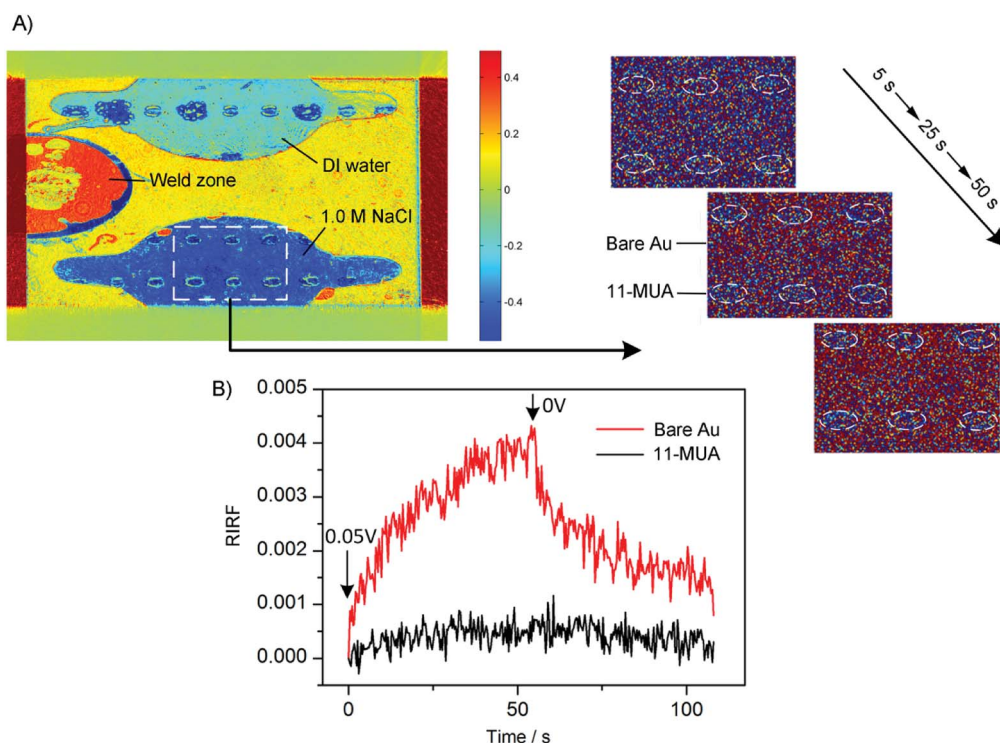 A)
0.4
0.2
0
-0.2
-0.4
DI water
Weld zone
1.0 M NaCl
5 s
25 s
50 s
Bare Au
11-MUA
B)
0.005
0.004
0.003
0.002
0.001
0.000
RIRF
0.05V
0V
Bare Au
11-MUA
0
50
100
Time / s